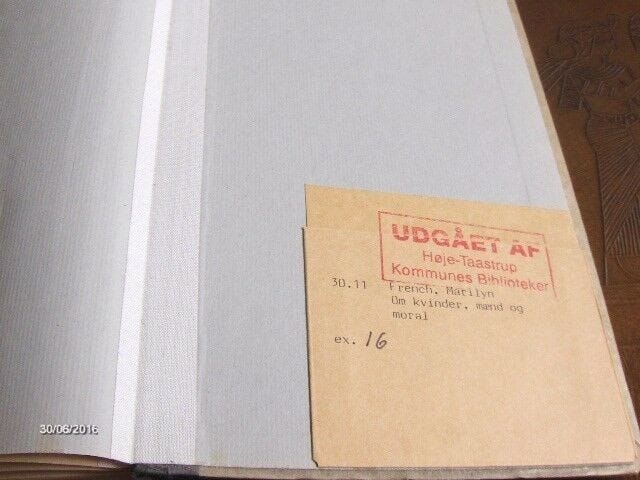 UDGÅET AF
Høje-Taastrup
Kommunes Biblioteker
30.11 French, Marilyn
Om kvinder, mænd og
moral
ex. 16
30/06/2016